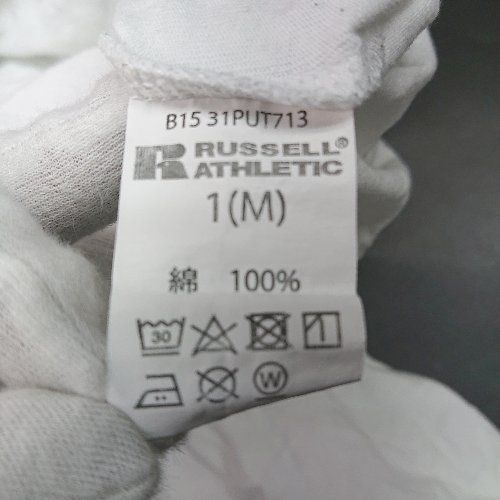 B15 31PUT713
R RUSSELL®
ATHLETIC
1(M)
綿 100%
30
W